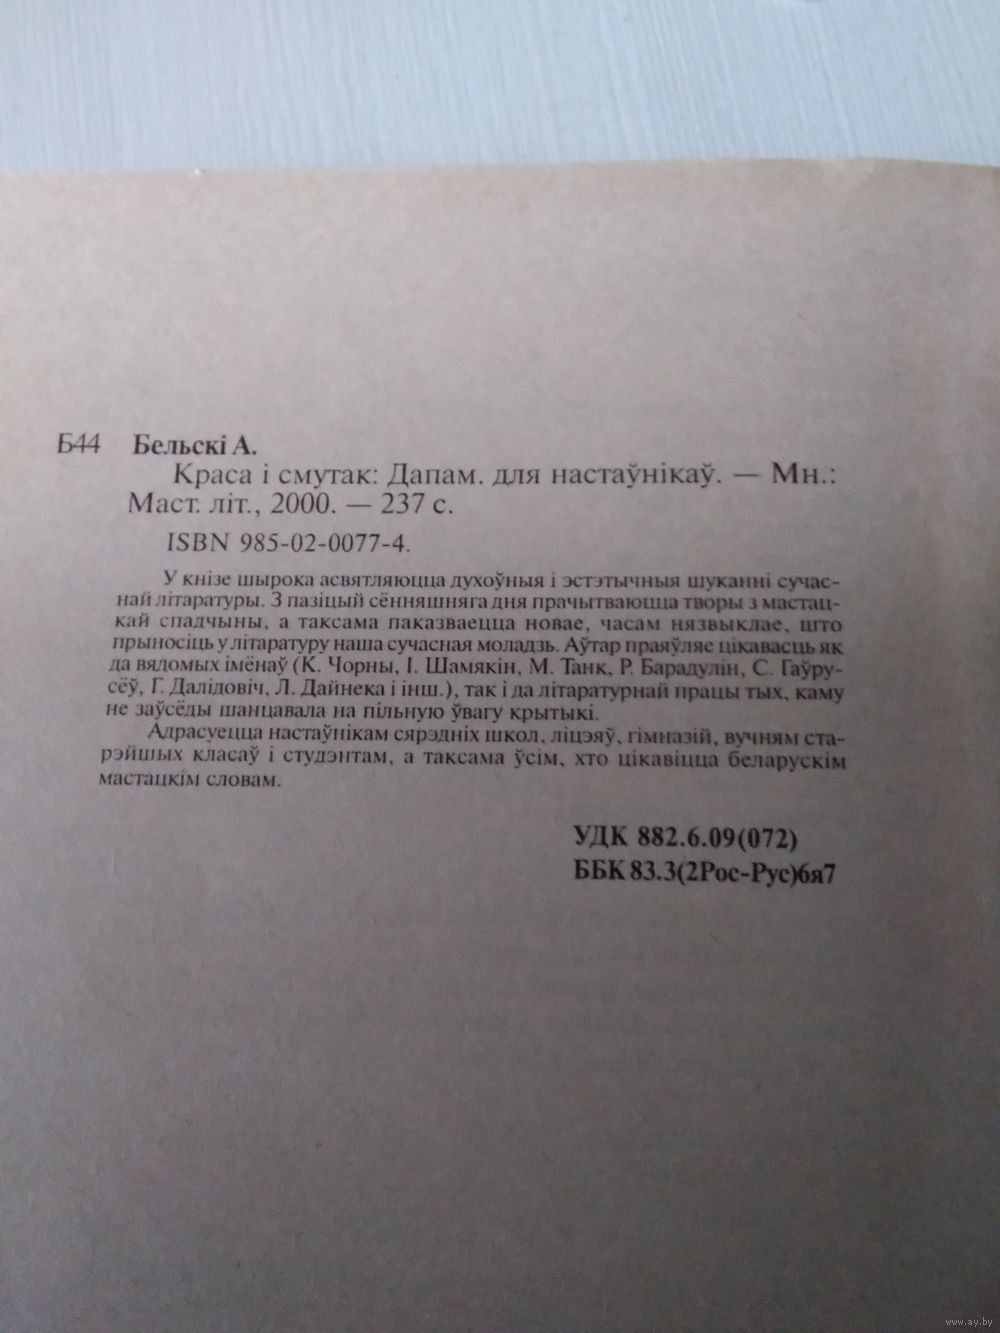 Б44 Бельскі А.
Краса і смутак: Дапам. для настаўнікаў. — Мн.:
Маст. літ., 2000. — 237 с.
ISBN 985-02-0077-4.
У кнізе шырока асвятляюцца духоўныя і эстэтычныя шуканні сучас-
най літаратуры. З пазіцый сённяшняга дня прачытваюцца творы з мастац-
кай спадчыны, а таксама паказваецца новае, часам нязвыклае, што
прыносіць у літаратуру наша сучасная моладзь. Аўтар праяўляе цікавасць як
да вядомых імёнаў (К. Чорны, І. Шамякін, М. Танк, Р. Барадулін, С. Гаўру-
сёў, Г. Далідовіч, Л. Дайнека і інш.), так і да літаратурнай працы тых, каму
не заўсёды шанцавала на пільную ўвагу крытыкі.
Адрасуецца настаўнікам сярэдніх школ, ліцэяў, гімназій, вучням ста-
рэйшых класаў і студэнтам, а таксама ўсім, хто цікавіцца беларускім
мастацкім словам.
УДК 882.6.09(072)
ББК 83.3(2Рос-Рус)6я7
www.ay.by